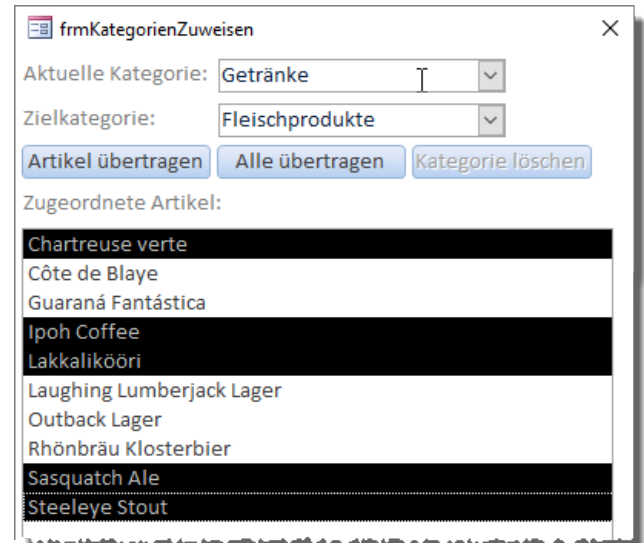 frmKategorienZuweisen
Aktuelle Kategorie: Getränke
Zielkategorie: Fleischprodukte
Artikel übertragen Alle übertragen Kategorie löschen
Zugeordnete Artikel:
Chartreuse verte
Côte de Blaye
Guaraná Fantástica
Ipoh Coffee
Lakkalikööri
Laughing Lumberjack Lager
Outback Lager
Rhönbräu Klosterbier
Sasquatch Ale
Steeleye Stout